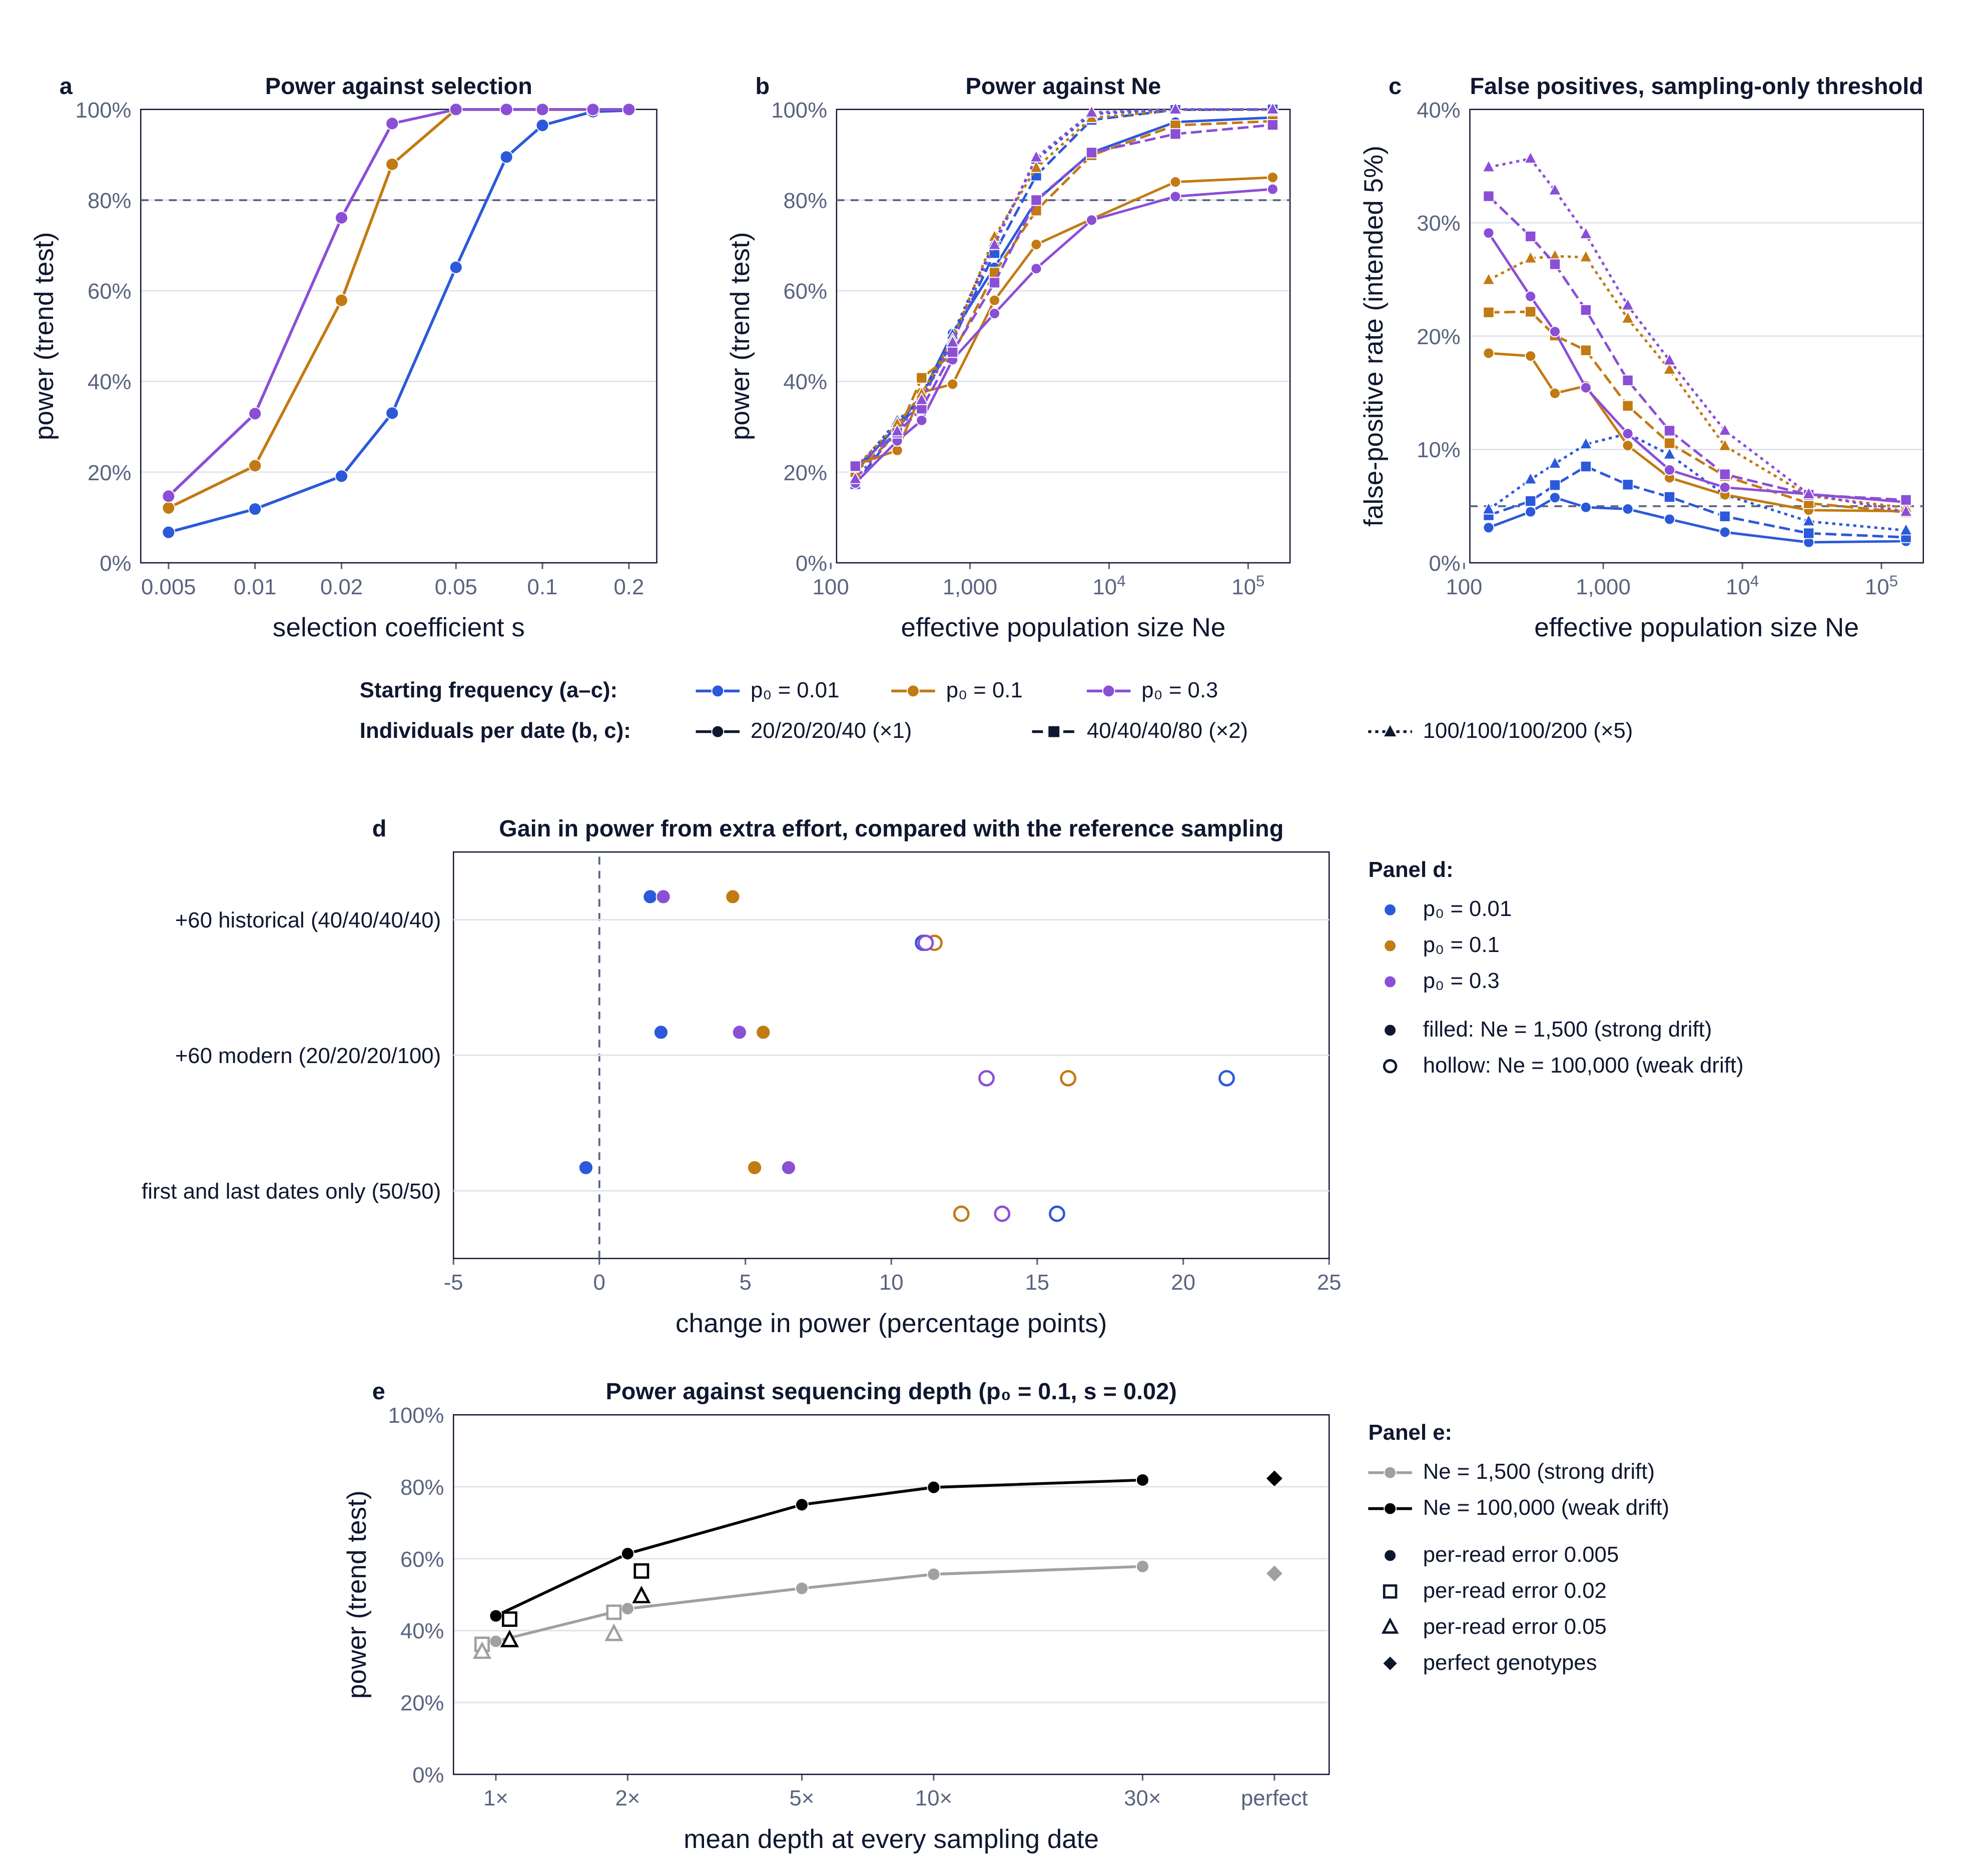 a
Power against selection
100%
80%
60%
40%
20%
0%
0.005
0.01
0.02
0.05
0.1
0.2
power (trend test)
selection coefficient s
b
Power against Ne
100%
80%
60%
40%
20%
0%
100
1,000
10⁴
10⁵
power (trend test)
effective population size Ne
c
False positives, sampling-only threshold
40%
30%
20%
10%
0%
100
1,000
10⁴
10⁵
false-positive rate (intended 5%)
effective population size Ne
Starting frequency (a–c):
p₀ = 0.01
p₀ = 0.1
p₀ = 0.3
Individuals per date (b, c):
20/20/20/40 (×1)
40/40/40/80 (×2)
100/100/100/200 (×5)
d
Gain in power from extra effort, compared with the reference sampling
+60 historical (40/40/40/40)
+60 modern (20/20/20/100)
first and last dates only (50/50)
-5
0
5
10
15
20
25
change in power (percentage points)
Panel d:
p₀ = 0.01
p₀ = 0.1
p₀ = 0.3
filled: Ne = 1,500 (strong drift)
hollow: Ne = 100,000 (weak drift)
e
Power against sequencing depth (p₀ = 0.1, s = 0.02)
100%
80%
60%
40%
20%
0%
1×
2×
5×
10×
30×
perfect
power (trend test)
mean depth at every sampling date
Panel e:
Ne = 1,500 (strong drift)
Ne = 100,000 (weak drift)
per-read error 0.005
per-read error 0.02
per-read error 0.05
perfect genotypes